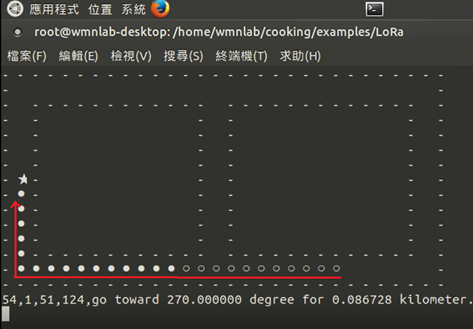 應用程式 位置 系統
root@wmnlab-desktop: /home/wmnlab/cooking/examples/LoRa
檔案(F) 編輯(E) 檢視(V) 搜尋(S) 終端機(T) 求助(H)
54,1,51,124,go toward 270.000000 degree for 0.086728 kilometer.